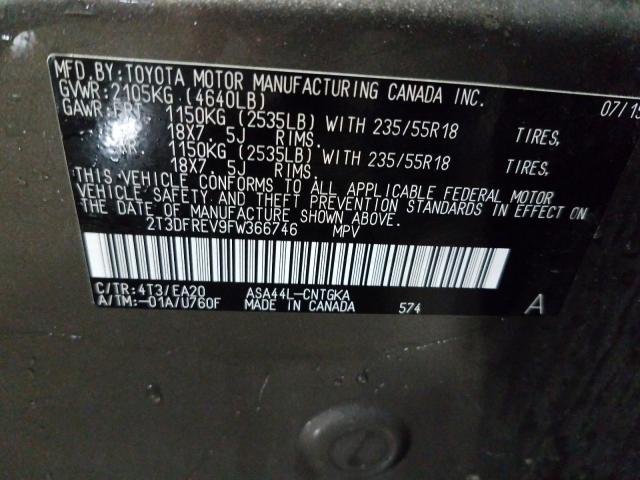 MFD.BY:TOYOTA MOTOR MANUFACTURING CANADA INC.
GVWR:2105KG (4640LB) 07/15
GAWR:FRT. 1150KG (2535LB) WITH 235/55R18 TIRES,
18X7.5J RIMS.
RR. 1150KG (2535LB) WITH 235/55R18 TIRES,
18X7.5J RIMS.
THIS VEHICLE CONFORMS TO ALL APPLICABLE FEDERAL MOTOR
VEHICLE SAFETY AND THEFT PREVENTION STANDARDS IN EFFECT ON
THE DATE OF MANUFACTURE SHOWN ABOVE.
2T3DFREV9FW366746 MPV
C/TR:4T3/EA20 ASA44L-CNTGKA
A/TM:-01A/U760F MADE IN CANADA 574 A